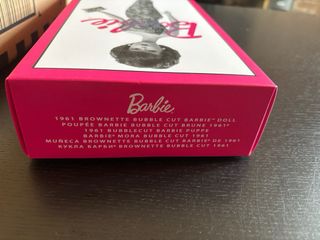 Barbie
Barbie
1961 BROWNETTE BUBBLE CUT BARBIE™ DOLL
POUPÉE BARBIE BUBBLE CUT BRUNE 1961
1961 BUBBLECUT BARBIE PUPPE
BARBIE® MORA BUBBLE CUT 1961
MUÑECA BROWNETTE BUBBLE CUT BARBIE® DE 1961
КУКЛА БАРБИ® BROWNETTE BUBBLE CUT 1961